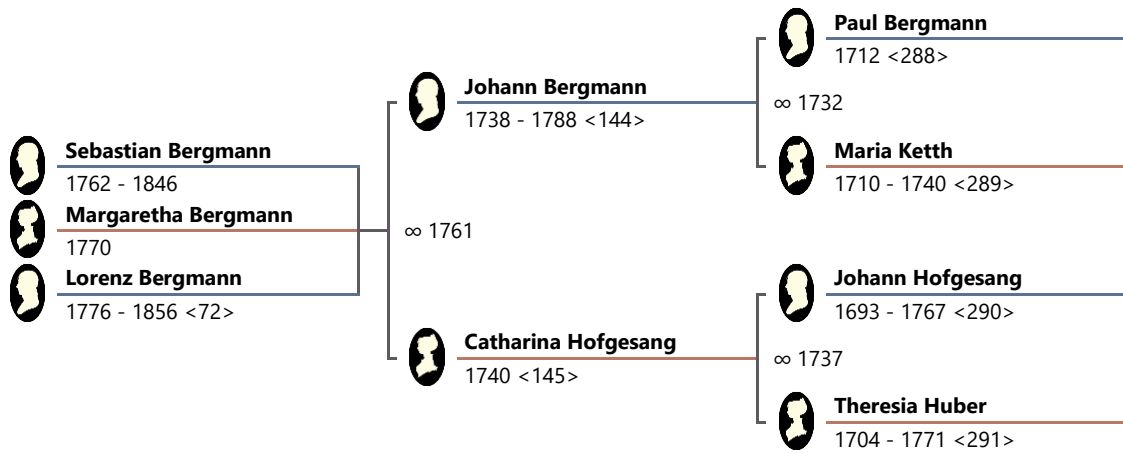 Sebastian Bergmann
1762 - 1846
Margaretha Bergmann
1770
Lorenz Bergmann
1776 - 1856 <72>
Johann Bergmann
1738 - 1788 <144>
∞ 1761
Catharina Hofgesang
1740 <145>
Paul Bergmann
1712 <288>
∞ 1732
Maria Ketth
1710 - 1740 <289>
Johann Hofgesang
1693 - 1767 <290>
∞ 1737
Theresia Huber
1704 - 1771 <291>